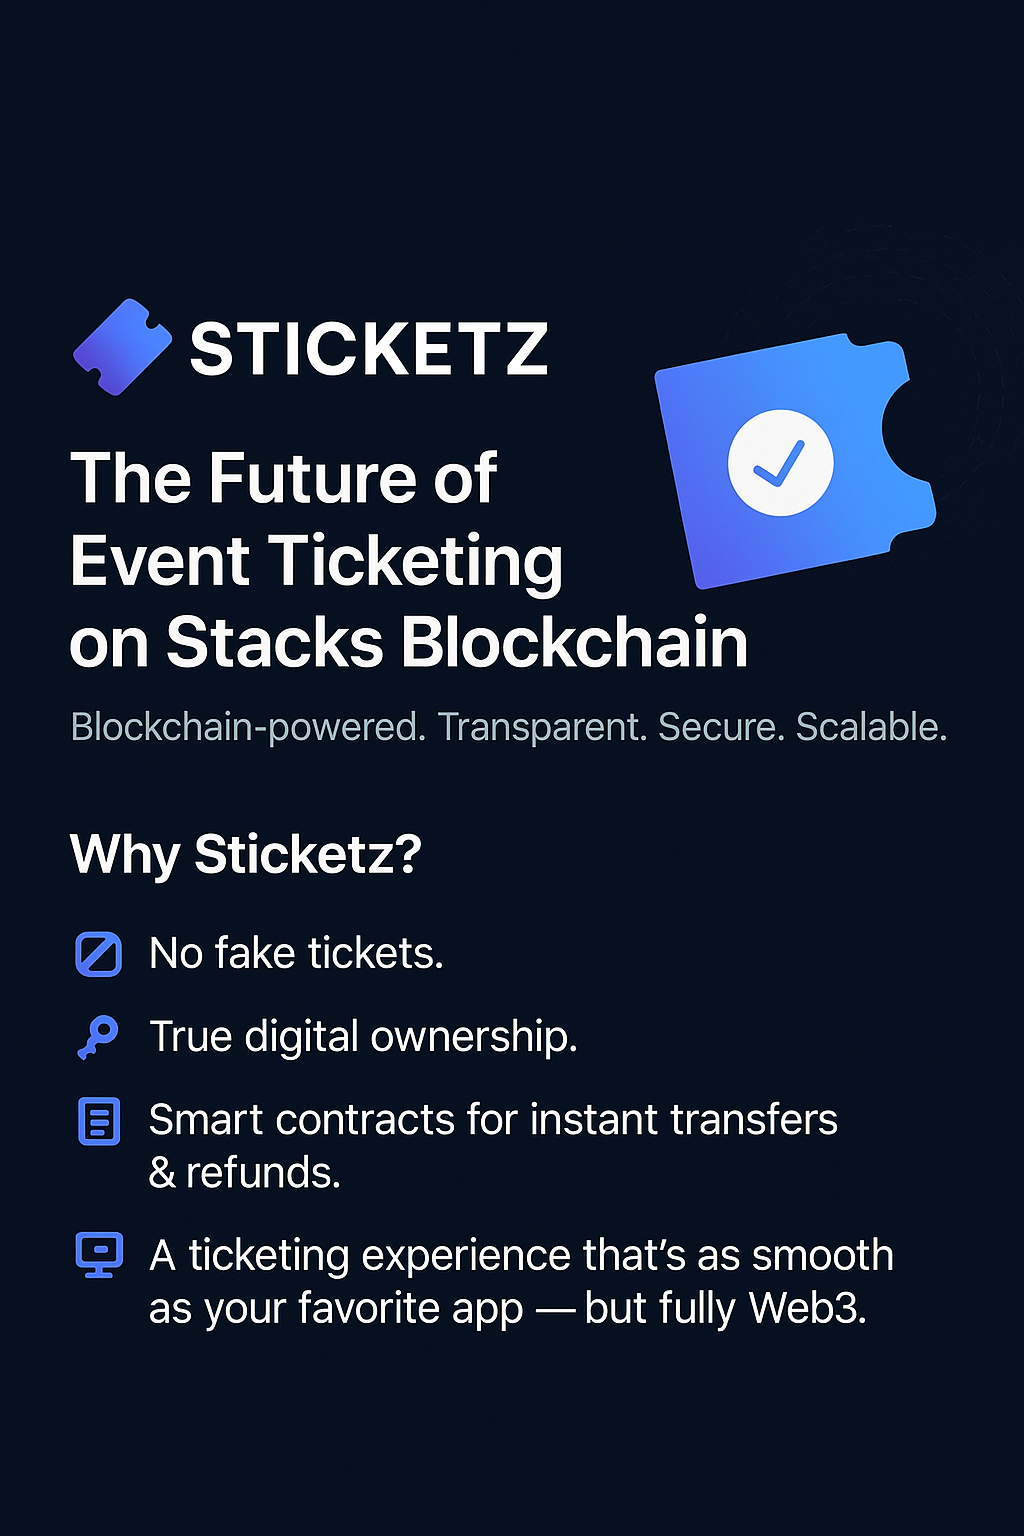 STICKETZ
The Future of
Event Ticketing
on Stacks Blockchain
Blockchain-powered. Transparent. Secure. Scalable.
Why Sticketz?
No fake tickets.
True digital ownership.
Smart contracts for instant transfers
& refunds.
A ticketing experience that’s as smooth
as your favorite app — but fully Web3.